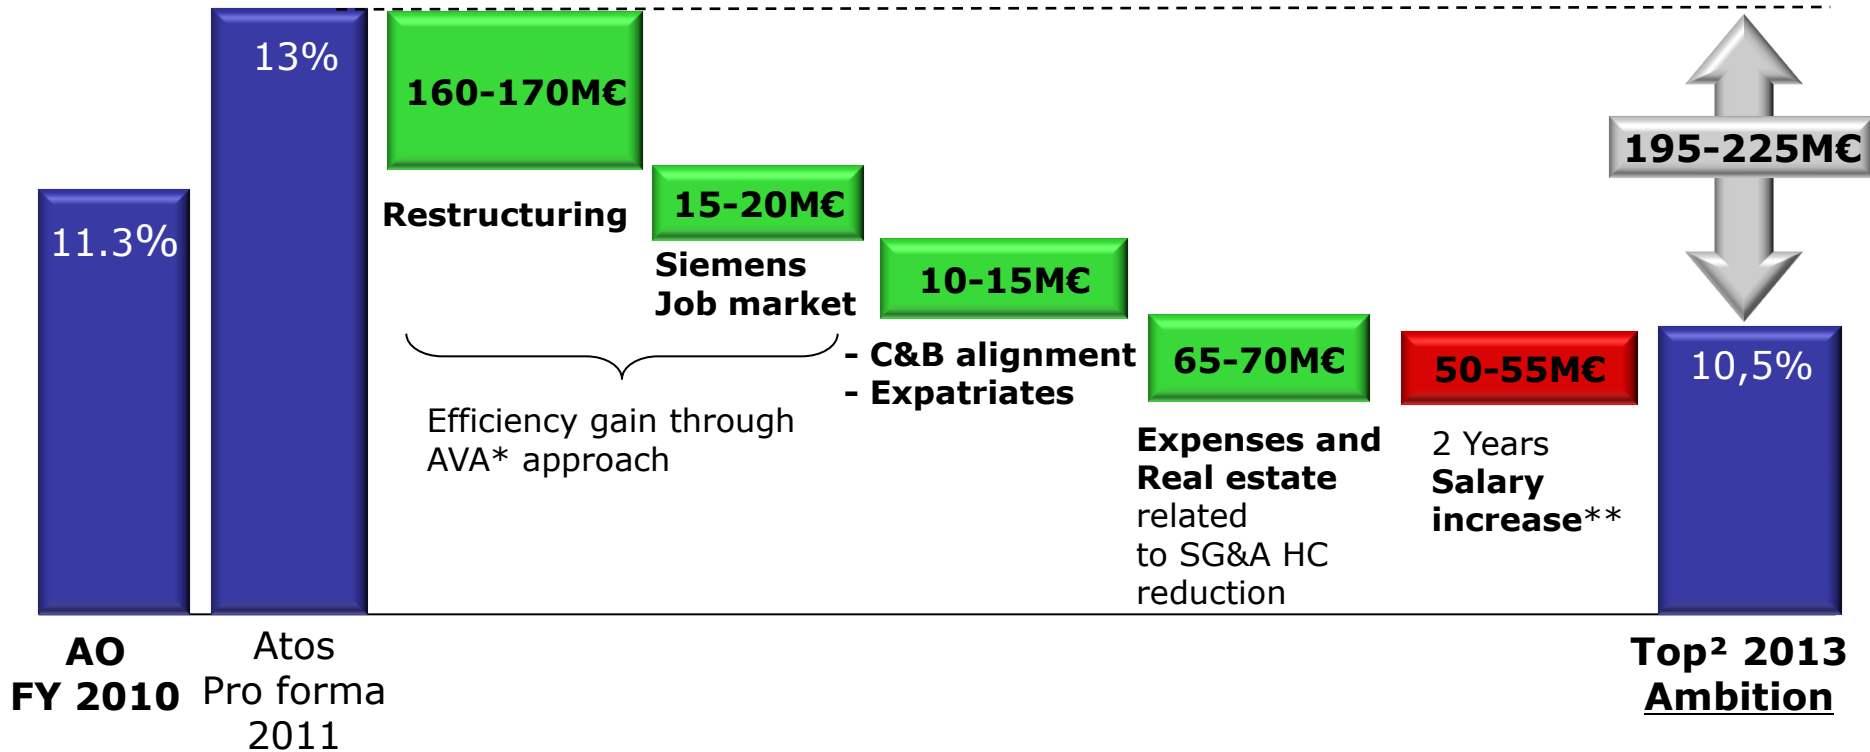 11.3%
AO
FY 2010
13%
Atos
Pro forma
2011
160-170M€
Restructuring
15-20M€
Siemens
Job market
Efficiency gain through
AVA* approach
10-15M€
- C&B alignment
- Expatriates
65-70M€
Expenses and
Real estate
related
to SG&A HC
reduction
50-55M€
2 Years
Salary
increase**
195-225M€
10,5%
Top² 2013
Ambition